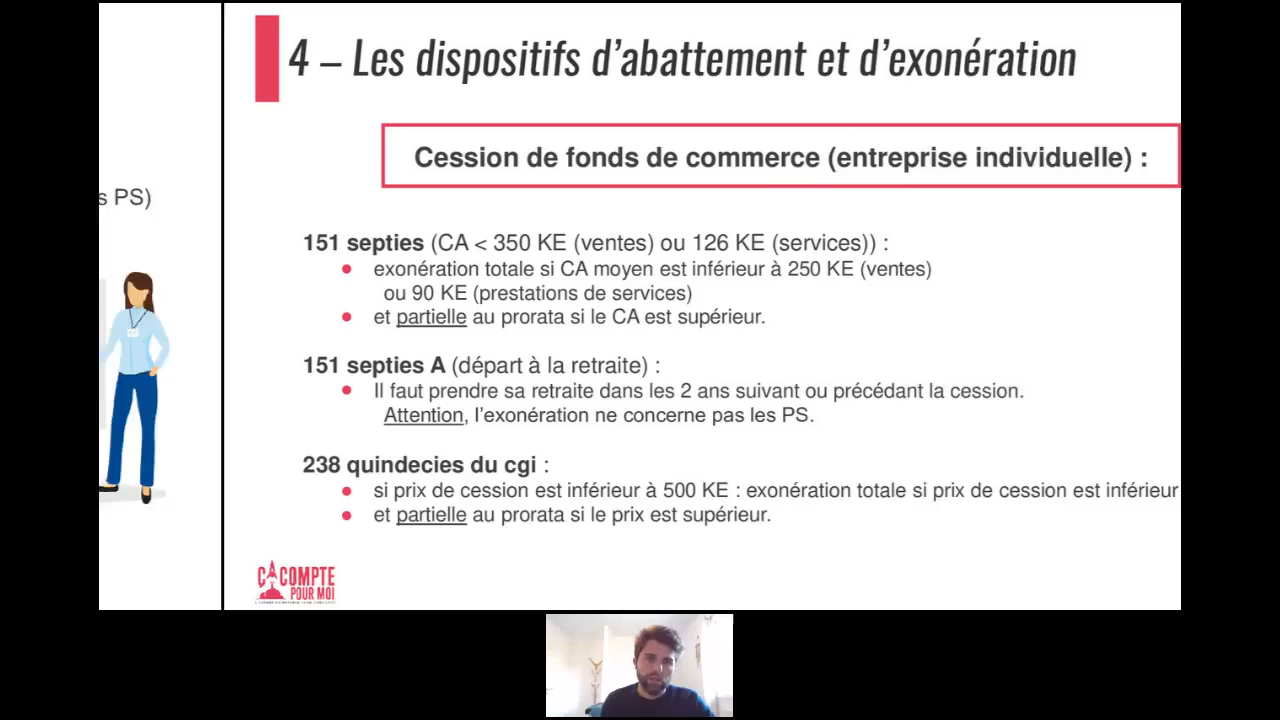 4 – Les dispositifs d'abattement et d'exonération
Cession de fonds de commerce (entreprise individuelle) :
s PS)
151 septies (CA < 350 KE (ventes) ou 126 KE (services)) :
exonération totale si CA moyen est inférieur à 250 KE (ventes)
ou 90 KE (prestations de services)
et partielle au prorata si le CA est supérieur.
151 septies A (départ à la retraite) :
Il faut prendre sa retraite dans les 2 ans suivant ou précédant la cession.
Attention, l'exonération ne concerne pas les PS.
238 quindecies du cgi :
si prix de cession est inférieur à 500 KE : exonération totale si prix de cession est inférieur
et partielle au prorata si le prix est supérieur.
ÇA COMPTE
POUR MOI